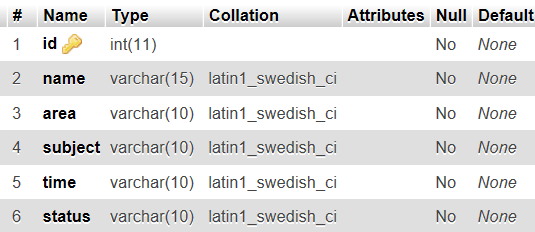 # Name Type Collation Attributes Null Default
1 id int(11) No None
2 name varchar(15) latin1_swedish_ci No None
3 area varchar(10) latin1_swedish_ci No None
4 subject varchar(10) latin1_swedish_ci No None
5 time varchar(10) latin1_swedish_ci No None
6 status varchar(10) latin1_swedish_ci No None